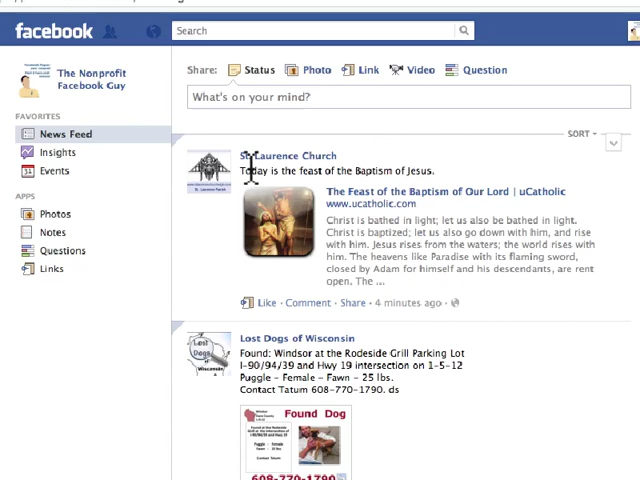 facebook
Search
Share: Status Photo Link Video Question
The Nonprofit
Facebook Guy
What's on your mind?
FAVORITES
News Feed
Insights
Events
APPS
Photos
Notes
Questions
Links
SORT
St. Laurence Church
Today is the feast of the Baptism of Jesus.
The Feast of the Baptism of Our Lord | uCatholic
www.ucatholic.com
Christ is bathed in light; let us also be bathed in light.
Christ is baptized; let us also go down with him, and rise
with him. Jesus rises from the waters; the world rises with
him. The heavens like Paradise with its flaming sword,
closed by Adam for himself and his descendants, are rent
open. The ...
Like · Comment · Share · 4 minutes ago ·
Lost Dogs of Wisconsin
Found: Windsor at the Rodeside Grill Parking Lot
I-90/94/39 and Hwy 19 intersection on 1-5-12
Puggle - Female - Fawn - 25 lbs.
Contact Tatum 608-770-1790. ds
Lost
Dogs
Found Dog
608-770-1790